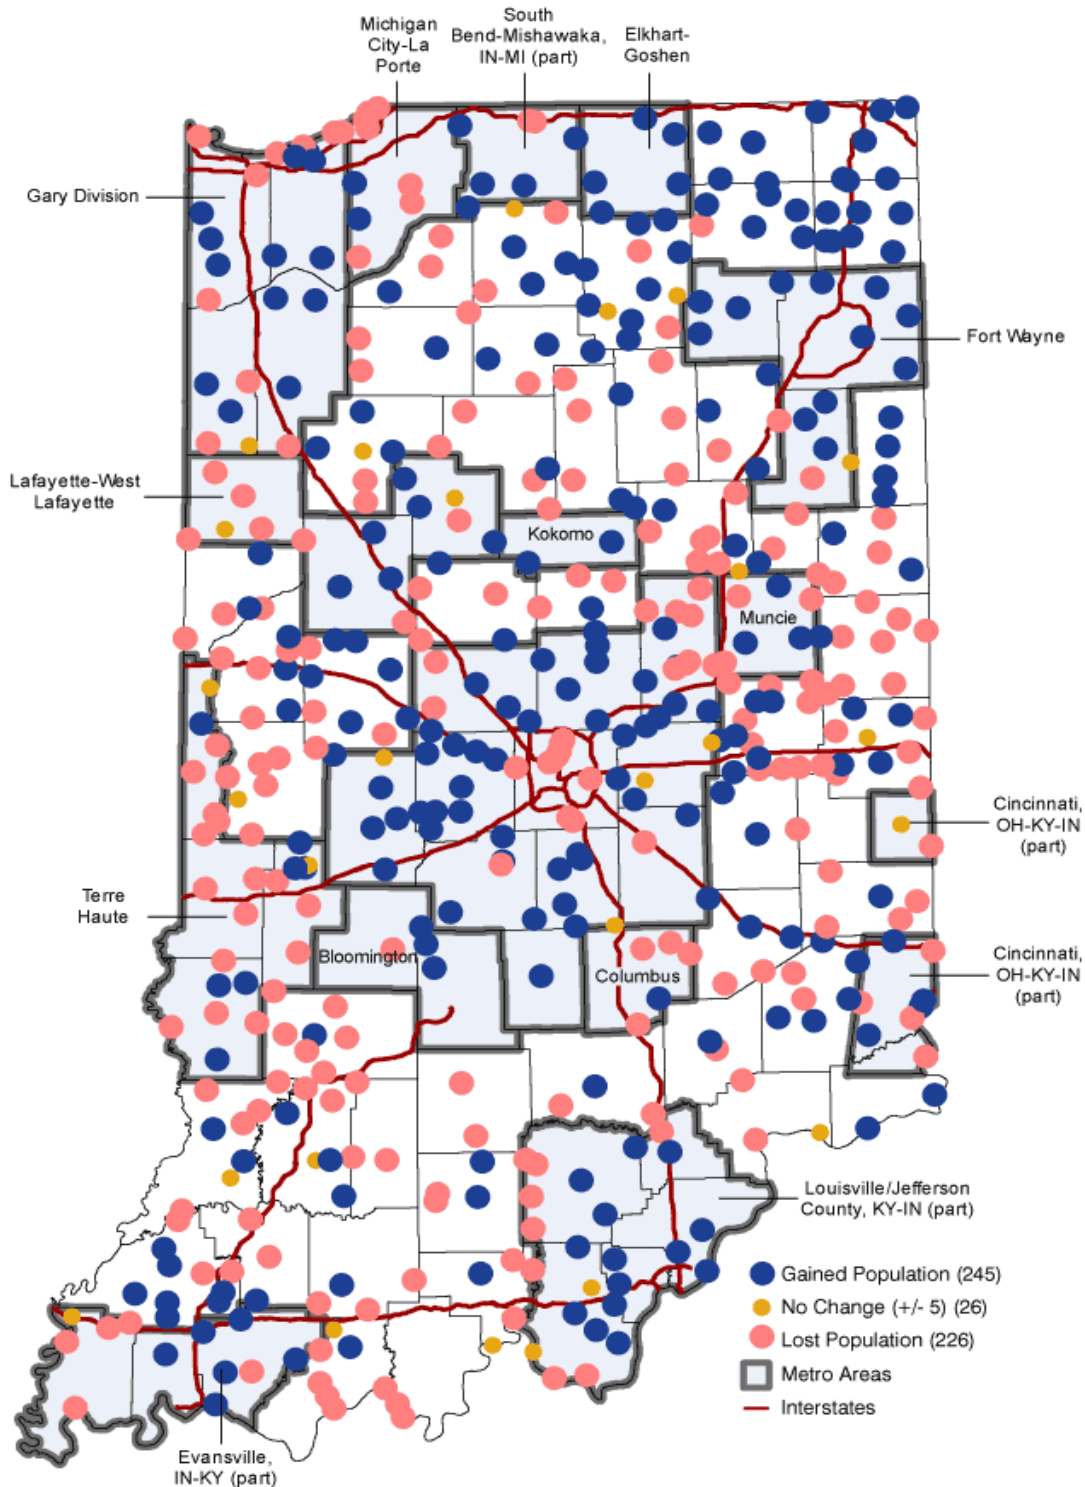 Michigan
City-La
Porte
South
Bend-Mishawaka,
IN-MI (part)
Elkhart-
Goshen
Gary Division
Fort Wayne
Lafayette-West
Lafayette
Kokomo
Muncie
Cincinnati,
OH-KY-IN
(part)
Terre
Haute
Bloomington
Columbus
Cincinnati,
OH-KY-IN
(part)
Louisville/Jefferson
County, KY-IN (part)
Gained Population (245)
No Change (+/- 5) (26)
Lost Population (226)
Metro Areas
Interstates
Evansville,
IN-KY (part)